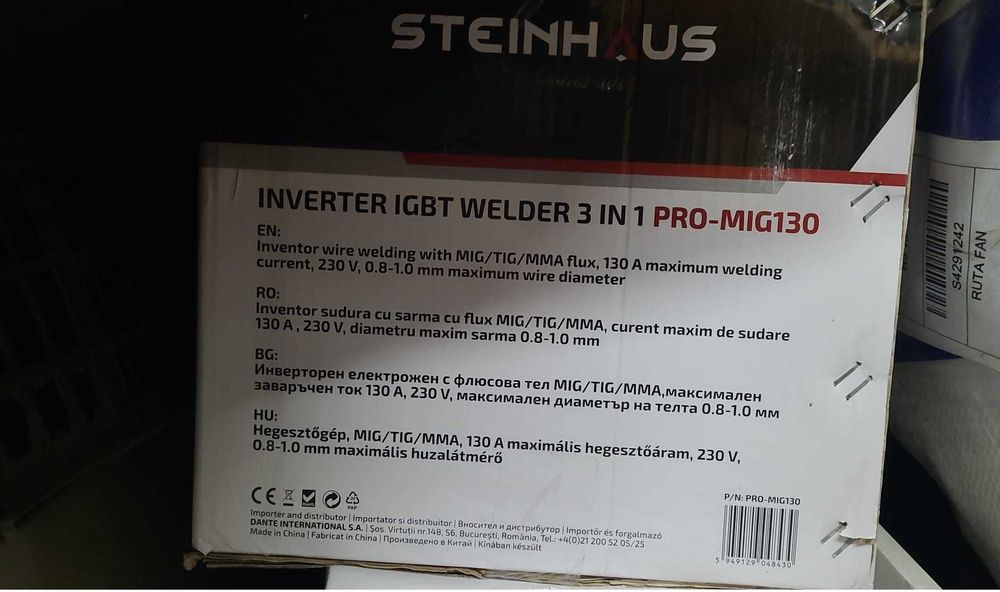 STEINHAUS
INVERTER IGBT WELDER 3 IN 1 PRO-MIG130
EN:
Inventor wire welding with MIG/TIG/MMA flux, 130 A maximum welding
current, 230 V, 0.8-1.0 mm maximum wire diameter
RO:
Inventor sudura cu sarma cu flux MIG/TIG/MMA, curent maxim de sudare
130 A , 230 V, diametru maxim sarma 0.8-1.0 mm
BG:
Инверторен електрожен с флюсова тел MIG/TIG/MMA,максимален
заваръчен ток 130 А, 230 V, максимален диаметър на телта 0.8-1.0 мм
HU:
Hegesztőgép, MIG/TIG/MMA, 130 A maximális hegesztőáram, 230 V,
0.8-1.0 mm maximális huzalátmérő
CE
PAP
Importer and distributor | Importator si distribuitor | Вносител и дистрибутор | Importőr és forgalmazó
DANTE INTERNATIONAL S.A. | Şos. Virtuţii nr.148, S6, Bucureşti, România, Tel.: +4(0)21 200 52 05/25
Made in China | Fabricat in China | Произведено в Китай | Kínában készült
P/N: PRO-MIG130
5 949129 048430
S4291242
RUTA FAN